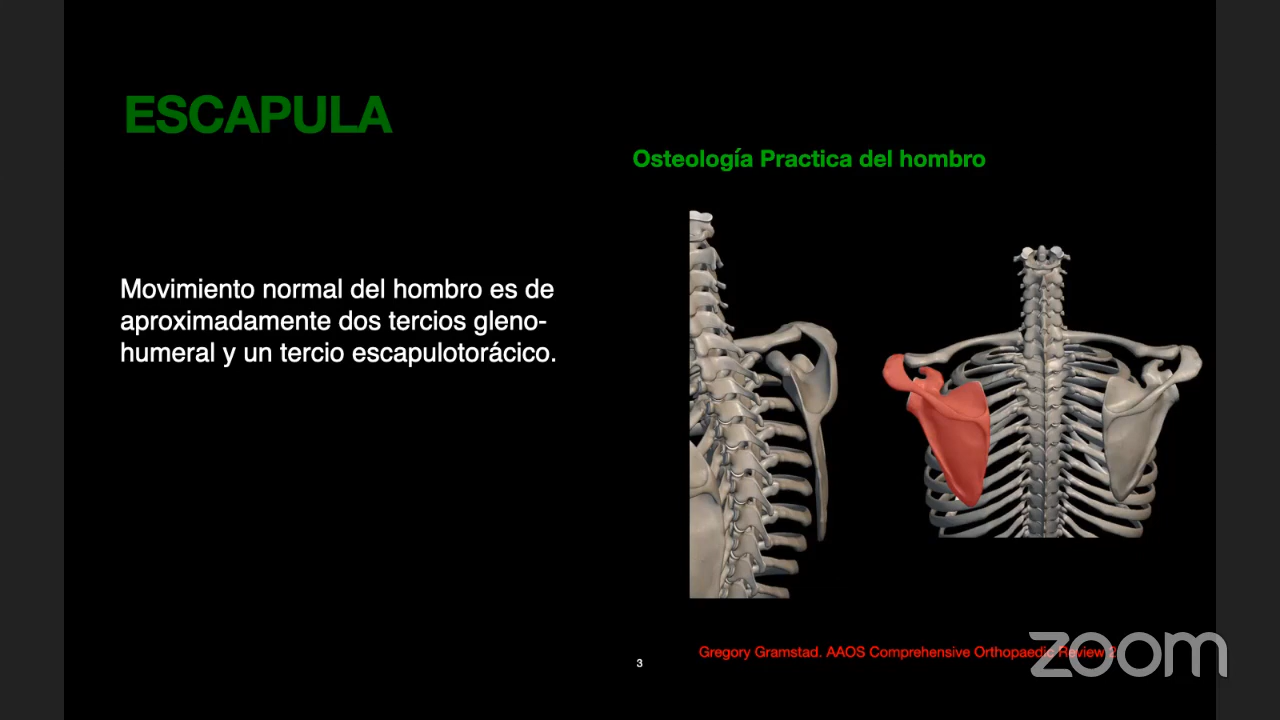 ESCAPULA
Osteología Practica del hombro
Movimiento normal del hombro es de
aproximadamente dos tercios gleno-
humeral y un tercio escapulotorácico.
Gregory Gramstad. AAOS Comprehensive Orthopaedic Review 2
3
zoom